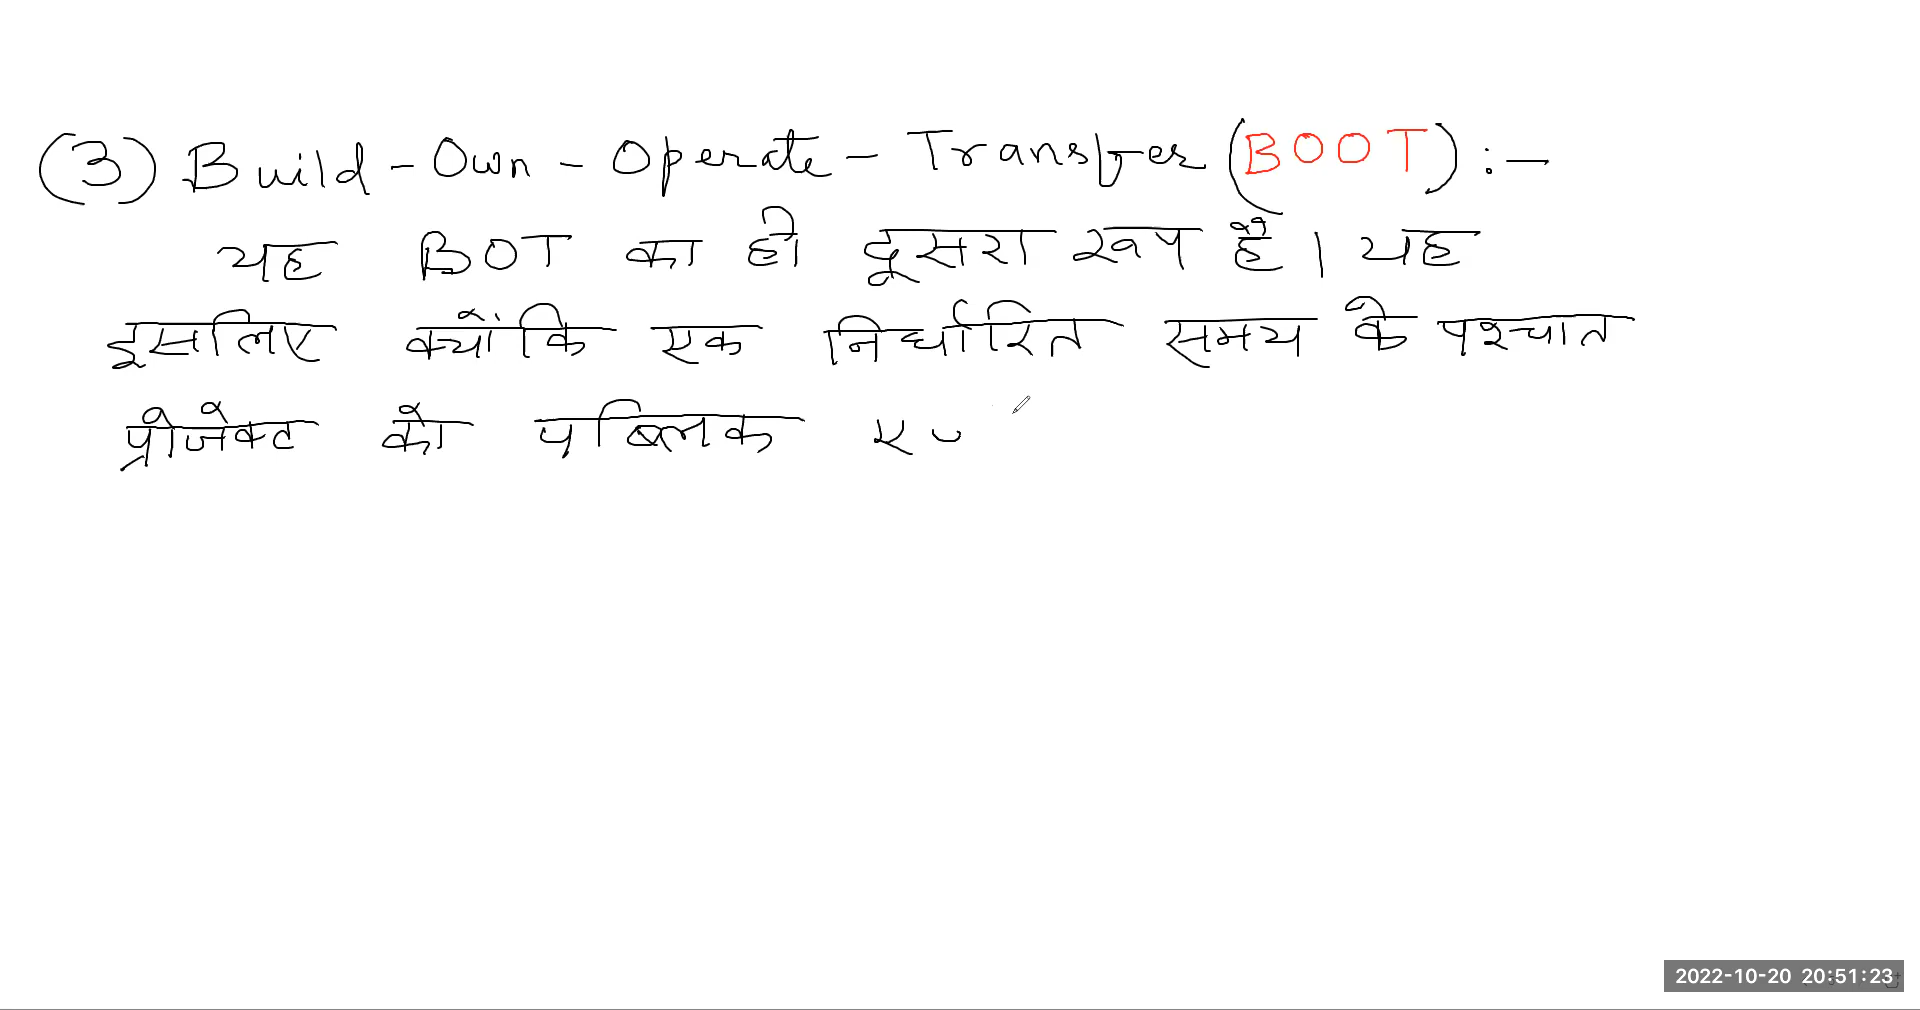 (3) Build-Own-Operate-Transfer (BOOT) :-
यह BOT का ही दूसरा रूप है। यह
इसलिए क्योंकि एक निर्धारित समय के पश्चात
प्रोजेक्ट को पब्लिक
2022-10-20 20:51:23